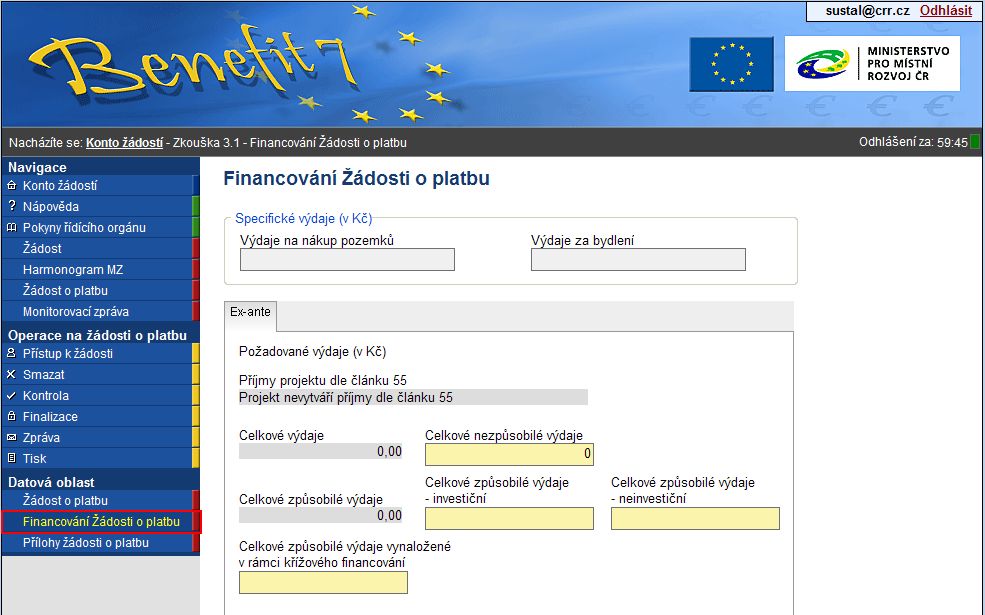 sustal@crr.cz Odhlásit
Benefit 7
MINISTERSTVO
PRO MÍSTNÍ
ROZVOJ ČR
Nacházíte se: Konto žádostí - Zkouška 3.1 - Financování Žádosti o platbu
Odhlášení za: 59:45
Navigace
Konto žádostí
? Nápověda
Pokyny řídícího orgánu
Žádost
Harmonogram MZ
Žádost o platbu
Monitorovací zpráva
Operace na žádosti o platbu
Přístup k žádosti
Smazat
Kontrola
Finalizace
Zpráva
Tisk
Datová oblast
Žádost o platbu
Financování Žádosti o platbu
Přílohy žádosti o platbu
Financování Žádosti o platbu
Specifické výdaje (v Kč)
Výdaje na nákup pozemků
Výdaje za bydlení
Ex-ante
Požadované výdaje (v Kč)
Příjmy projektu dle článku 55
Projekt nevytváří příjmy dle článku 55
Celkové výdaje
0,00
Celkové nezpůsobilé výdaje
0
Celkové způsobilé výdaje
0,00
Celkové způsobilé výdaje
- investiční
Celkové způsobilé výdaje
- neinvestiční
Celkové způsobilé výdaje vynaložené
v rámci křížového financování